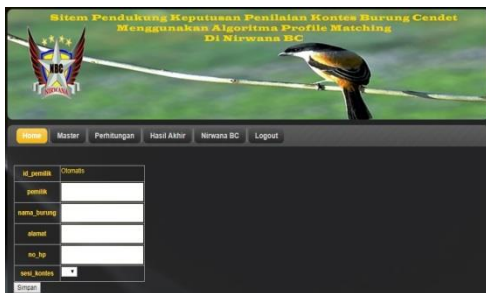 Sitem Pendukung Keputusan Penilaian Kontes Burung Cendet
Menggunakan Algoritma Profile Matching
Di Nirwana BC
NBC
NIRWANA
Home Master Perhitungan Hasil Akhir Nirwana BC Logout
id_pemilik Otomatis
pemilik
nama_burung
alamat
no_hp
sesi_kontes
Simpan